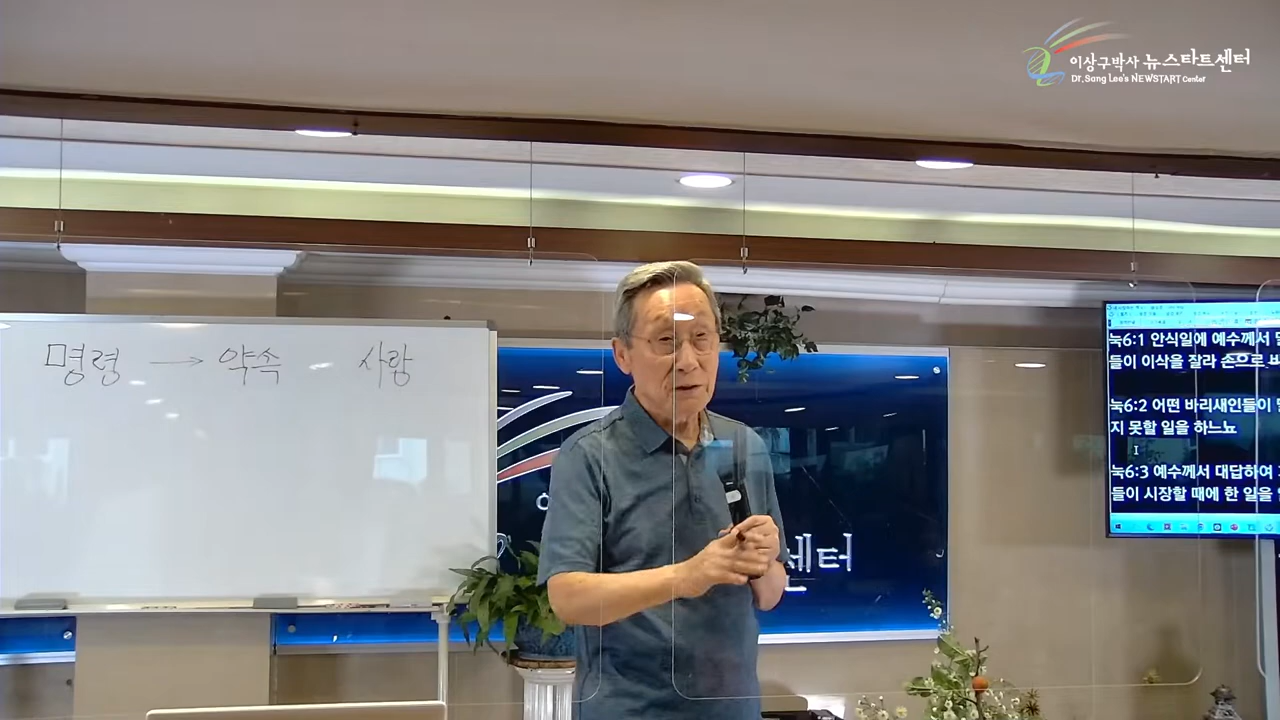 이상구박사 뉴스타트센터
Dr. Sang Lee's NEWSTART Center
명령 → 약속 사랑
눅6:1 안식일에 예수께서
들이 이삭을 잘라 손으로
눅6:2 어떤 바리새인들이
지 못할 일을 하느뇨
눅6:3 예수께서 대답하여
들이 시장할 때에 한 일을
센터